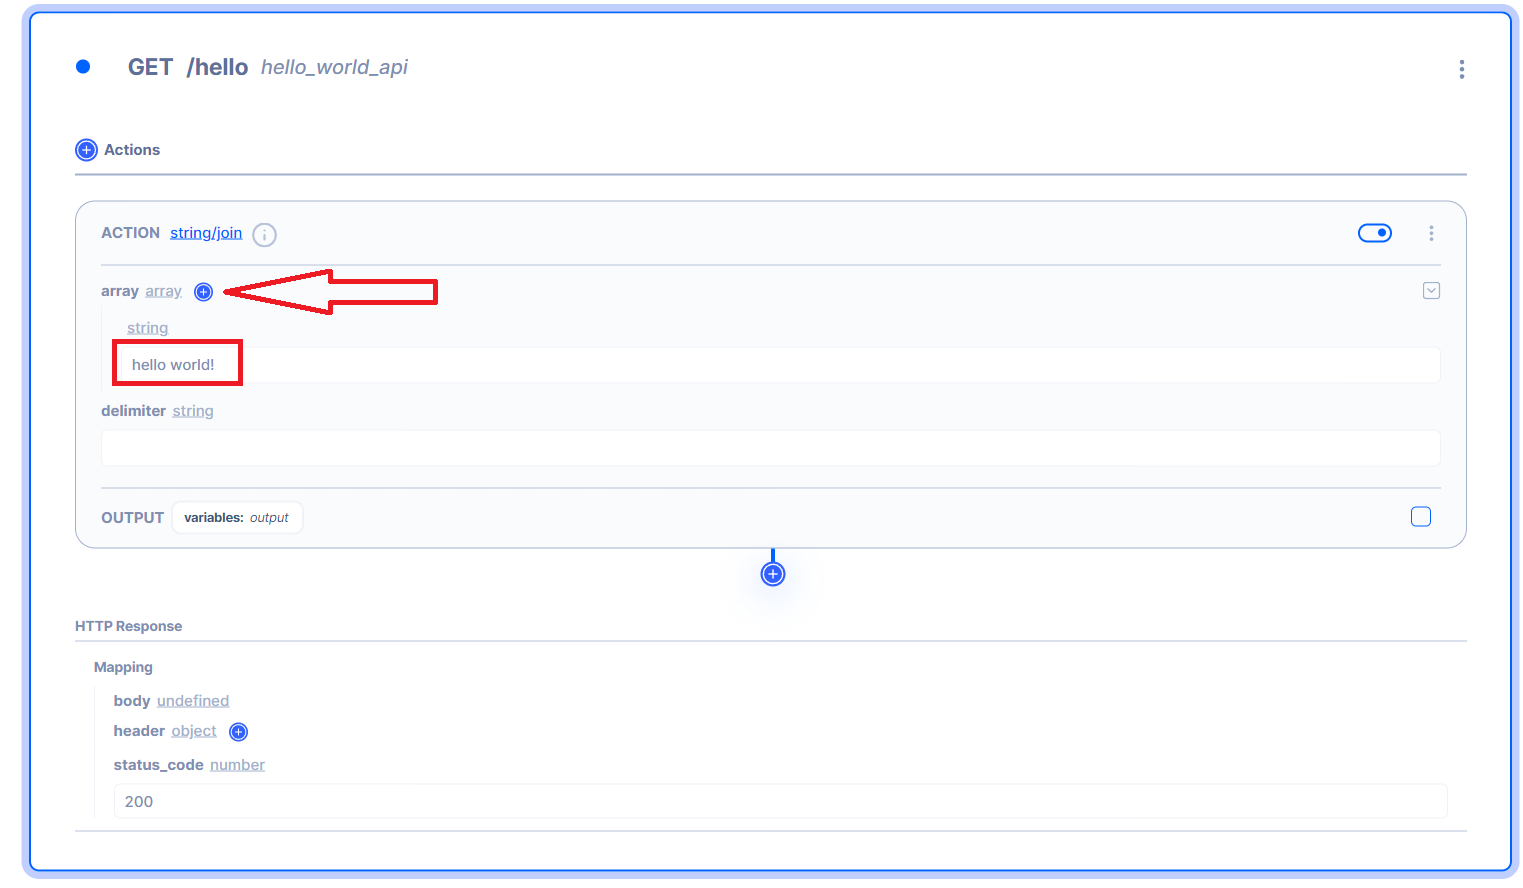 GET /hello hello_world_api
Actions
ACTION string/join
array array
string
hello world!
delimiter string
OUTPUT variables: output
HTTP Response
Mapping
body undefined
header object
status_code number
200